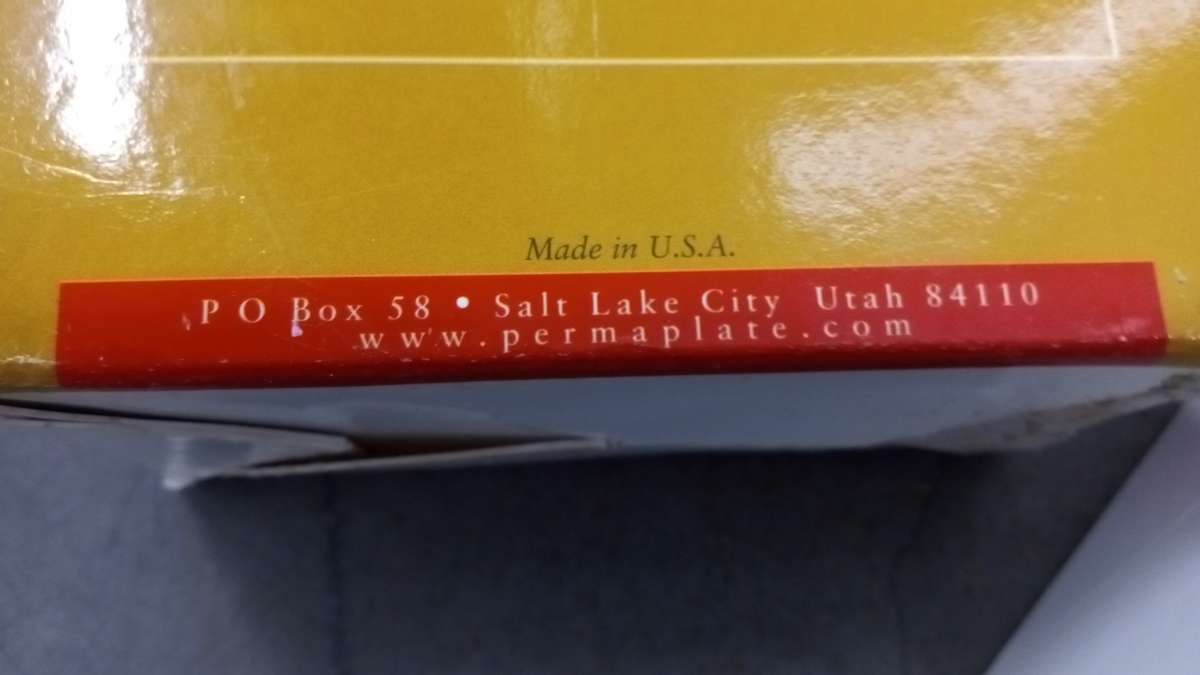 Made in U.S.A.
P O Box 58 • Salt Lake City Utah 84110
www.permaplate.com